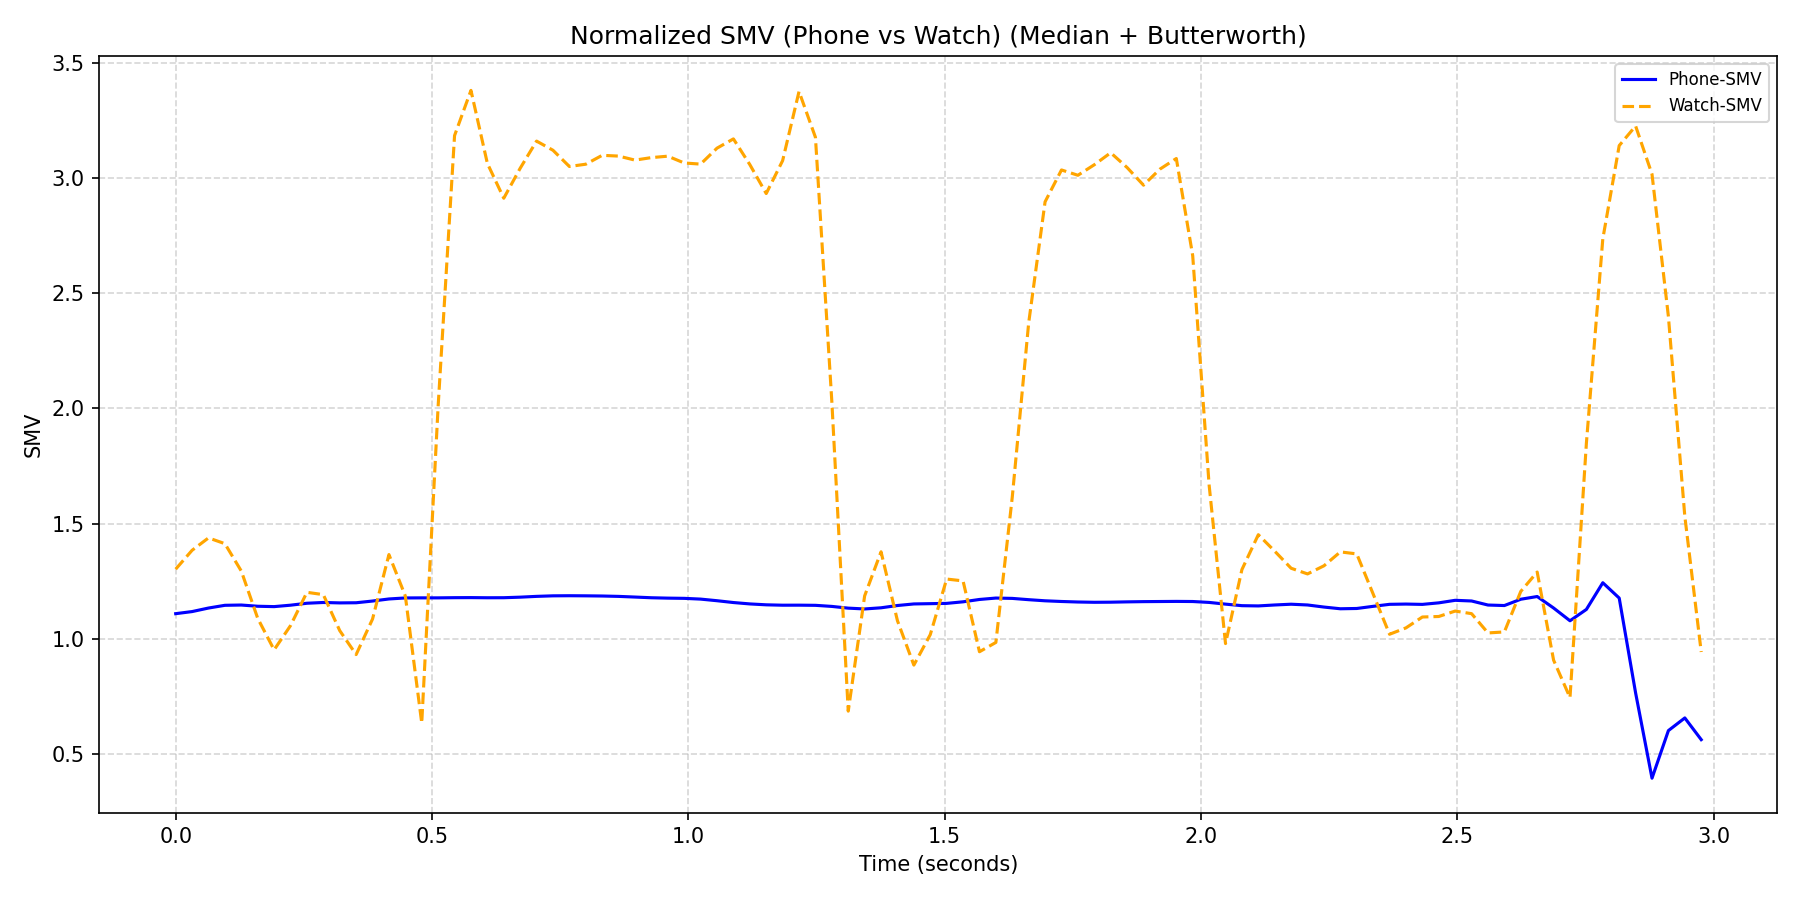 Normalized SMV (Phone vs Watch) (Median + Butterworth)
Phone-SMV
Watch-SMV
SMV
3.5
3.0
2.5
2.0
1.5
1.0
0.5
0.0 0.5 1.0 1.5 2.0 2.5 3.0
Time (seconds)